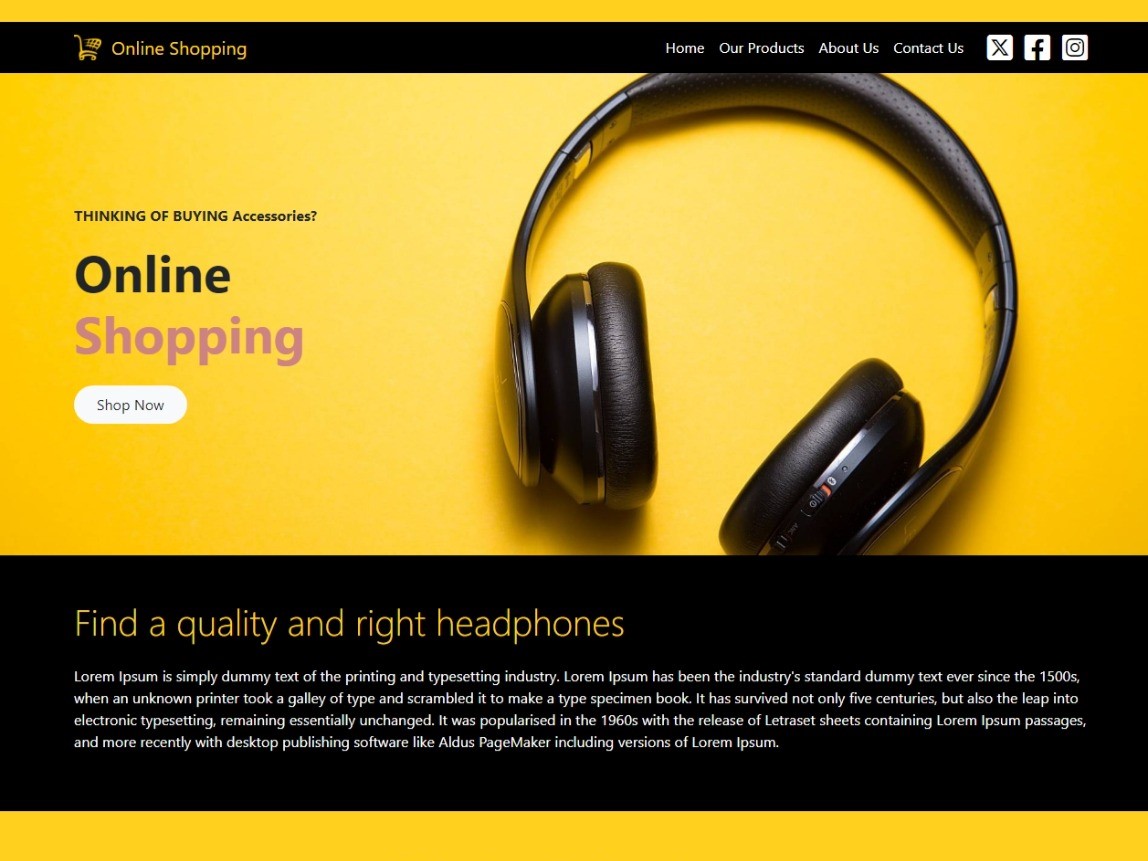 Online Shopping
Home Our Products About Us Contact Us
THINKING OF BUYING Accessories?
Online
Shopping
Shop Now
Find a quality and right headphones
Lorem Ipsum is simply dummy text of the printing and typesetting industry. Lorem Ipsum has been the industry's standard dummy text ever since the 1500s,
when an unknown printer took a galley of type and scrambled it to make a type specimen book. It has survived not only five centuries, but also the leap into
electronic typesetting, remaining essentially unchanged. It was popularised in the 1960s with the release of Letraset sheets containing Lorem Ipsum passages,
and more recently with desktop publishing software like Aldus PageMaker including versions of Lorem Ipsum.